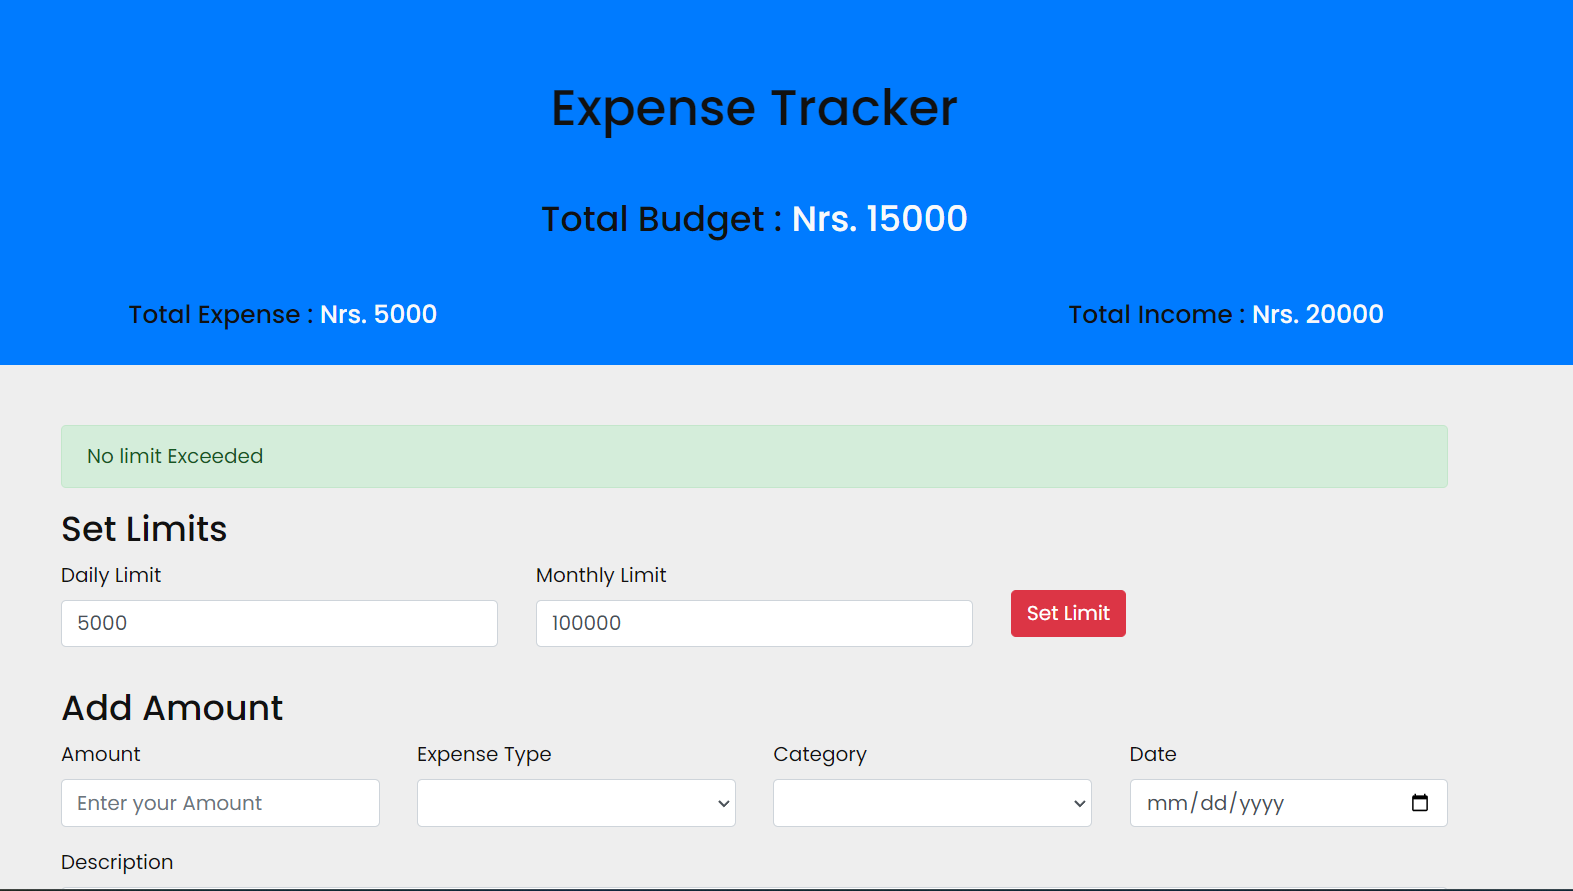 Expense Tracker
Total Budget : Nrs. 15000
Total Expense : Nrs. 5000
Total Income : Nrs. 20000
No limit Exceeded
Set Limits
Daily Limit
Monthly Limit
5000
100000
Set Limit
Add Amount
Amount
Expense Type
Category
Date
Enter your Amount
mm/dd/yyyy
Description